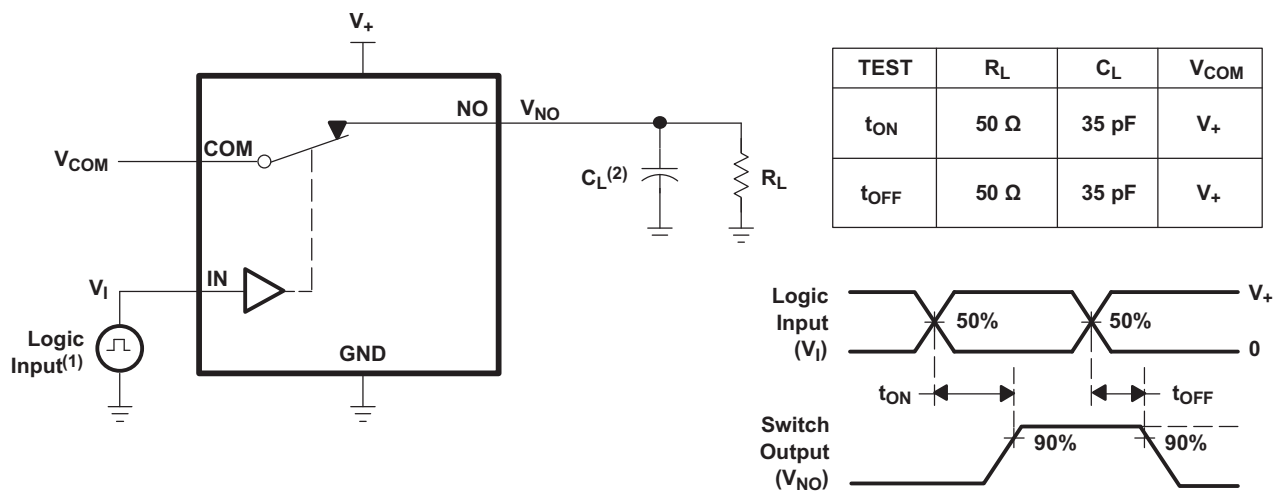 V+
NO
VNO
COM
VCOM
CL(2)
RL
IN
VI
Logic
Input(1)
GND
TEST RL CL VCOM
tON 50 Ω 35 pF V+
tOFF 50 Ω 35 pF V+
Logic
Input
(VI)
50%
50%
V+
0
tON
tOFF
Switch
Output
(VNO)
90%
90%